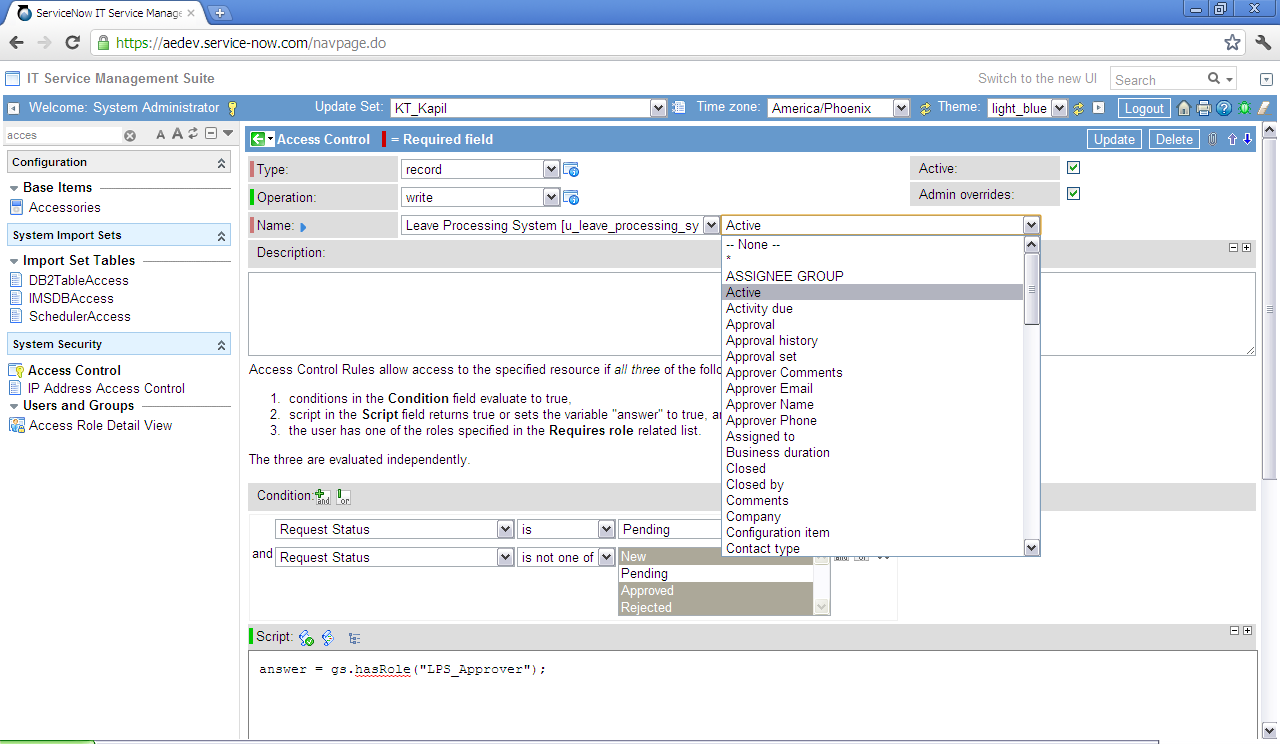 ServiceNow IT Service Manage
https://aedev.service-now.com/navpage.do
IT Service Management Suite
Switch to the new UI
Search
Welcome: System Administrator
Update Set:
KT_Kapil
Time zone:
America/Phoenix
Theme:
light_blue
Logout
acces
A A
Configuration
Base Items
Accessories
System Import Sets
Import Set Tables
DB2TableAccess
IMSDBAccess
SchedulerAccess
System Security
Access Control
IP Address Access Control
Users and Groups
Access Role Detail View
Access Control
= Required field
Update
Delete
Type:
record
Active:
Operation:
write
Admin overrides:
Name:
Leave Processing System [u_leave_processing_sy
Active
-- None --
*
ASSIGNEE GROUP
Active
Activity due
Approval
Approval history
Approval set
Approver Comments
Approver Email
Approver Name
Approver Phone
Assigned to
Business duration
Closed
Closed by
Comments
Company
Configuration item
Contact type
Description:
Access Control Rules allow access to the specified resource if all three of the follo
1. conditions in the Condition field evaluate to true,
2. script in the Script field returns true or sets the variable "answer" to true, a
3. the user has one of the roles specified in the Requires role related list.
The three are evaluated independently.
Condition:
and
or
Request Status
is
Pending
and
Request Status
is not one of
New
Pending
Approved
Rejected
Script:
answer = gs.hasRole("LPS_Approver");